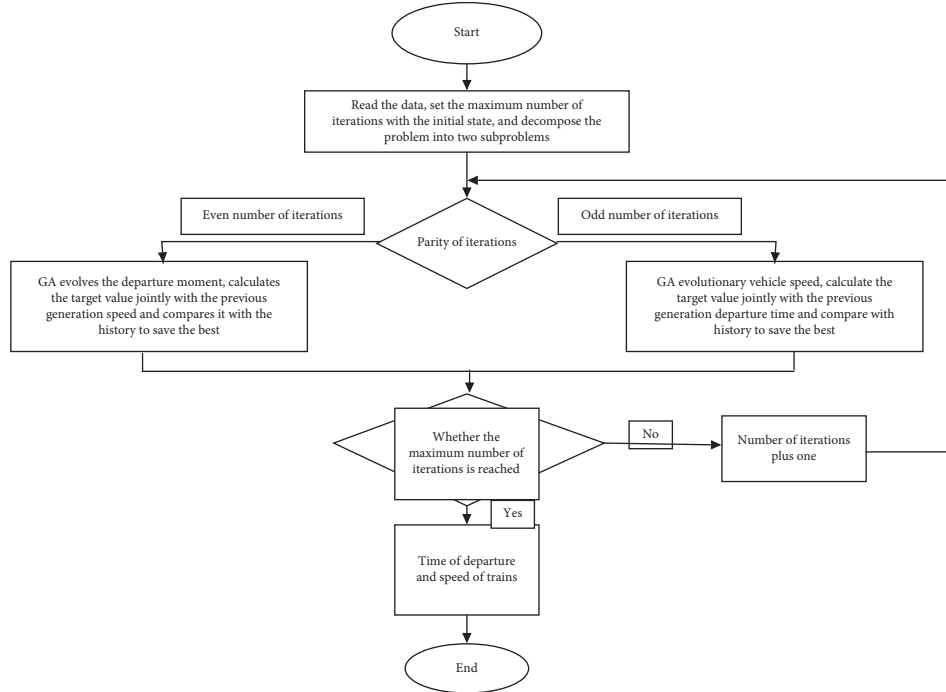 Start
Read the data, set the maximum number of
iterations with the initial state, and decompose the
problem into two subproblems
Even number of iterations
Odd number of iterations
Parity of iterations
GA evolves the departure moment, calculates
the target value jointly with the previous
generation speed and compares it with the
history to save the best
GA evolutionary vehicle speed, calculate the
target value jointly with the previous
generation departure time and compare with
history to save the best
Whether the
maximum number of
iterations is reached
No
Number of iterations
plus one
Yes
Time of departure
and speed of trains
End